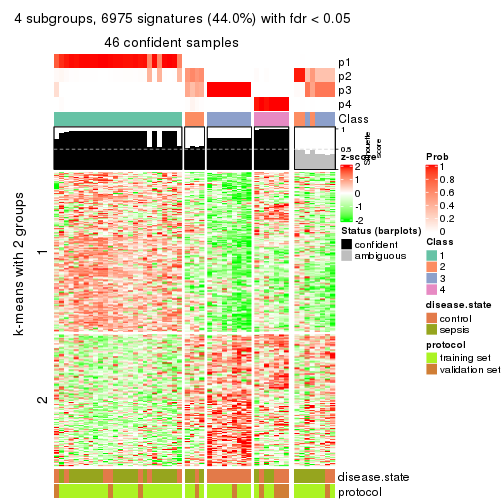 4 subgroups, 6975 signatures (44.0%) with fdr < 0.05
46 confident samples
p1
p2
p3
p4
Class
1
0.5
0
Silhouette
score
k-means with 2 groups
1
2
z-score
2
1
0
-1
-2
Status (barplots)
confident
ambiguous
Prob
1
0.8
0.6
0.4
0.2
0
Class
1
2
3
4
disease.state
control
sepsis
protocol
training set
validation set
disease.state
protocol